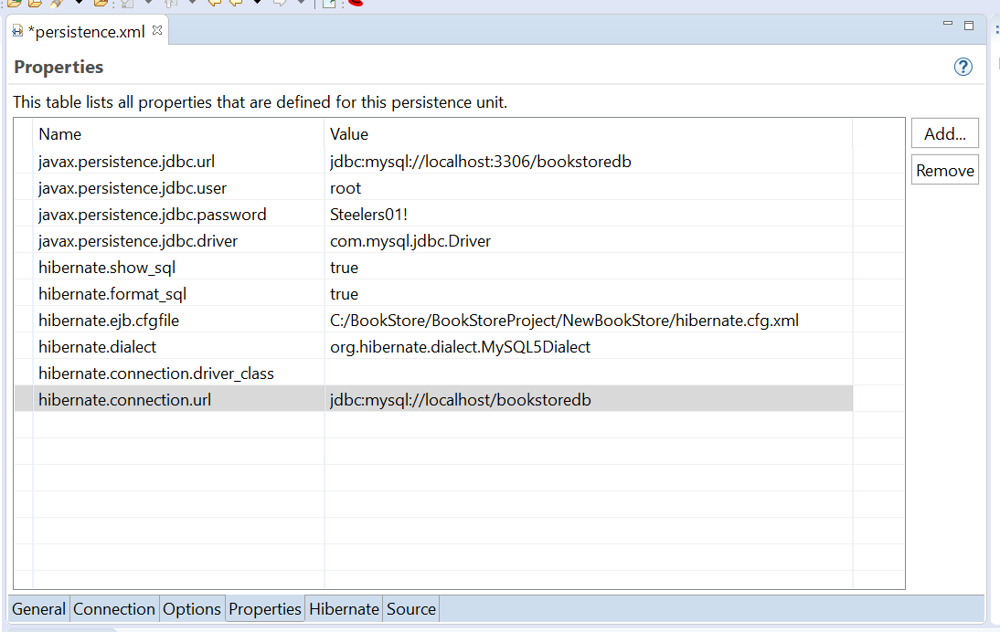 *persistence.xml
Properties
This table lists all properties that are defined for this persistence unit.
Name Value
javax.persistence.jdbc.url jdbc:mysql://localhost:3306/bookstoredb
javax.persistence.jdbc.user root
javax.persistence.jdbc.password Steelers01!
javax.persistence.jdbc.driver com.mysql.jdbc.Driver
hibernate.show_sql true
hibernate.format_sql true
hibernate.ejb.cfgfile C:/BookStore/BookStoreProject/NewBookStore/hibernate.cfg.xml
hibernate.dialect org.hibernate.dialect.MySQL5Dialect
hibernate.connection.driver_class
hibernate.connection.url jdbc:mysql://localhost/bookstoredb
Add...
Remove
General Connection Options Properties Hibernate Source